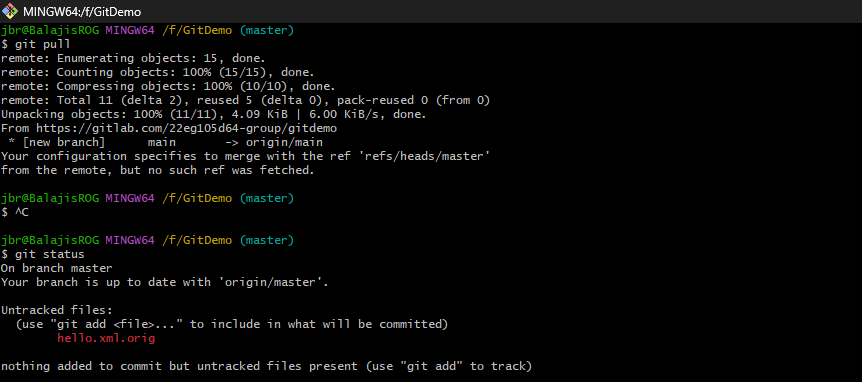 MINGW64:/f/GitDemo
jbr@BalajisROG MINGW64 /f/GitDemo (master)
$ git pull
remote: Enumerating objects: 15, done.
remote: Counting objects: 100% (15/15), done.
remote: Compressing objects: 100% (10/10), done.
remote: Total 11 (delta 2), reused 5 (delta 0), pack-reused 0 (from 0)
Unpacking objects: 100% (11/11), 4.09 KiB | 6.00 KiB/s, done.
From https://gitlab.com/22eg105d64-group/gitdemo
 * [new branch]      main       -> origin/main
Your configuration specifies to merge with the ref 'refs/heads/master'
from the remote, but no such ref was fetched.
jbr@BalajisROG MINGW64 /f/GitDemo (master)
$ ^C
jbr@BalajisROG MINGW64 /f/GitDemo (master)
$ git status
On branch master
Your branch is up to date with 'origin/master'.
Untracked files:
  (use "git add <file>..." to include in what will be committed)
        hello.xml.orig
nothing added to commit but untracked files present (use "git add" to track)